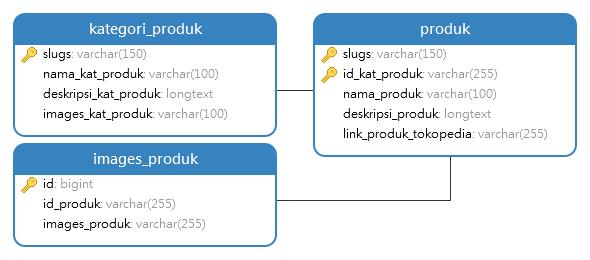 kategori_produk
slugs: varchar(150)
nama_kat_produk: varchar(100)
deskripsi_kat_produk: longtext
images_kat_produk: varchar(100)
produk
slugs: varchar(150)
id_kat_produk: varchar(255)
nama_produk: varchar(100)
deskripsi_produk: longtext
link_produk_tokopedia: varchar(255)
images_produk
id: bigint
id_produk: varchar(255)
images_produk: varchar(255)